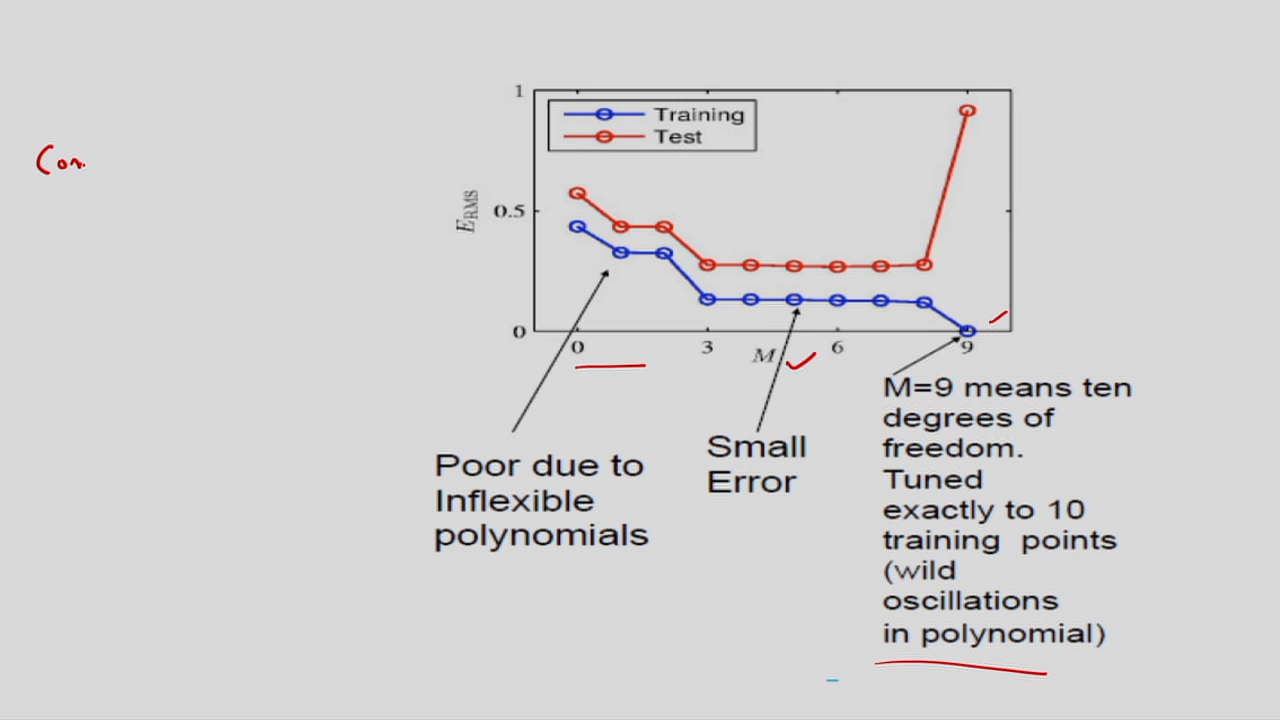 1
Training
Test
Con
E_RMS
0.5
0
0 3 6 9
M
M=9 means ten
degrees of
freedom.
Tuned
exactly to 10
training points
(wild
oscillations
in polynomial)
Small
Error
Poor due to
Inflexible
polynomials